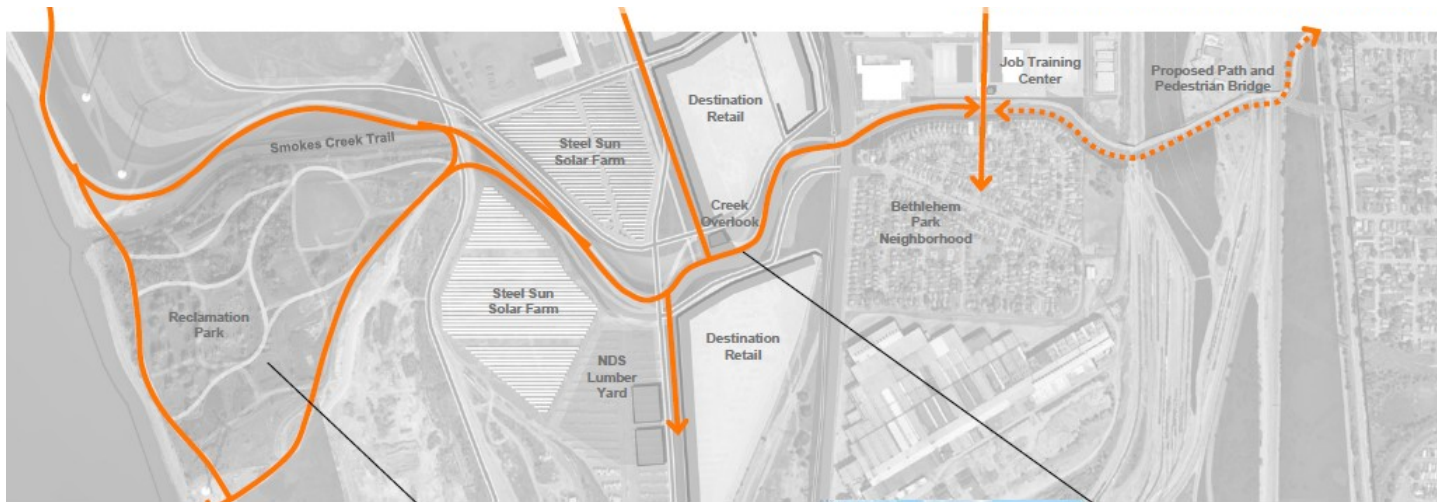 Job Training
Center
Proposed Path and
Pedestrian Bridge
Destination
Retail
Smokes Creek Trail
Steel Sun
Solar Farm
Creek
Overlook
Bethlehem
Park
Neighborhood
Steel Sun
Solar Farm
Reclamation
Park
Destination
Retail
NDS
Lumber
Yard